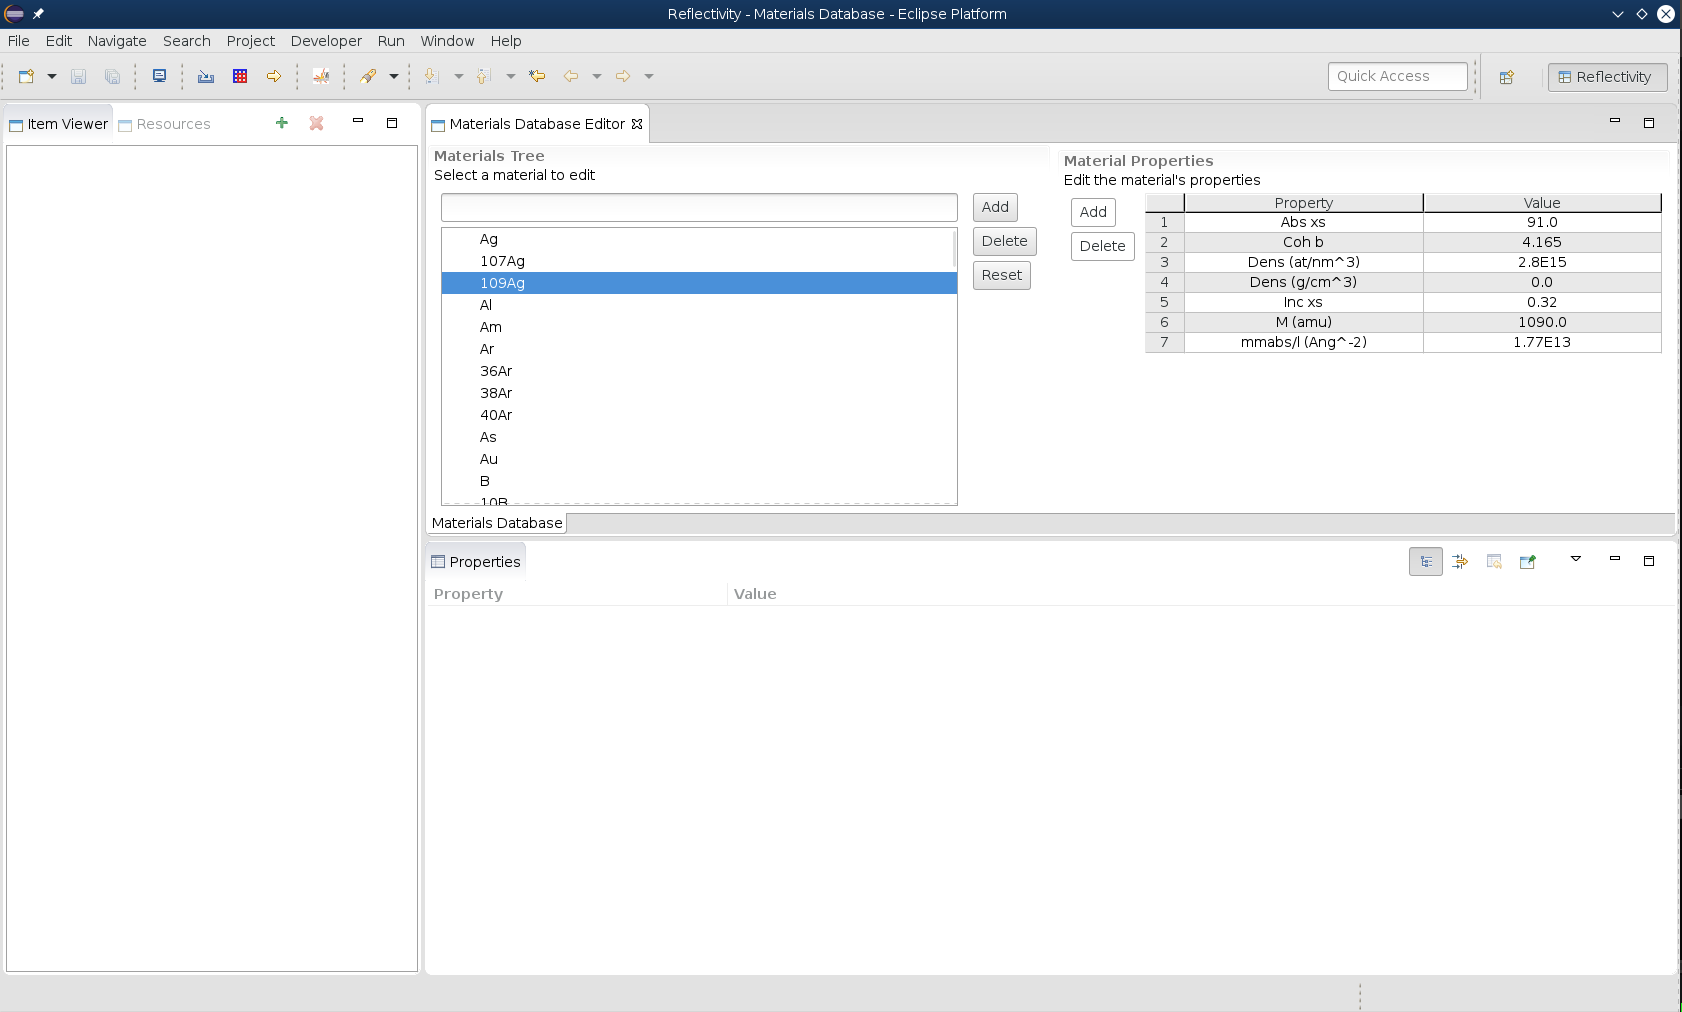 Reflectivity - Materials Database - Eclipse Platform
File Edit Navigate Search Project Developer Run Window Help
Quick Access
Reflectivity
Item Viewer
Resources
Materials Database Editor
Materials Tree
Select a material to edit
Add
Delete
Reset
Ag
107Ag
109Ag
Al
Am
Ar
36Ar
38Ar
40Ar
As
Au
B
10B
Materials Database
Material Properties
Edit the material's properties
Add
Delete
Property Value
1 Abs xs 91.0
2 Coh b 4.165
3 Dens (at/nm^3) 2.8E15
4 Dens (g/cm^3) 0.0
5 Inc xs 0.32
6 M (amu) 1090.0
7 mmabs/l (Ang^-2) 1.77E13
Properties
Property Value